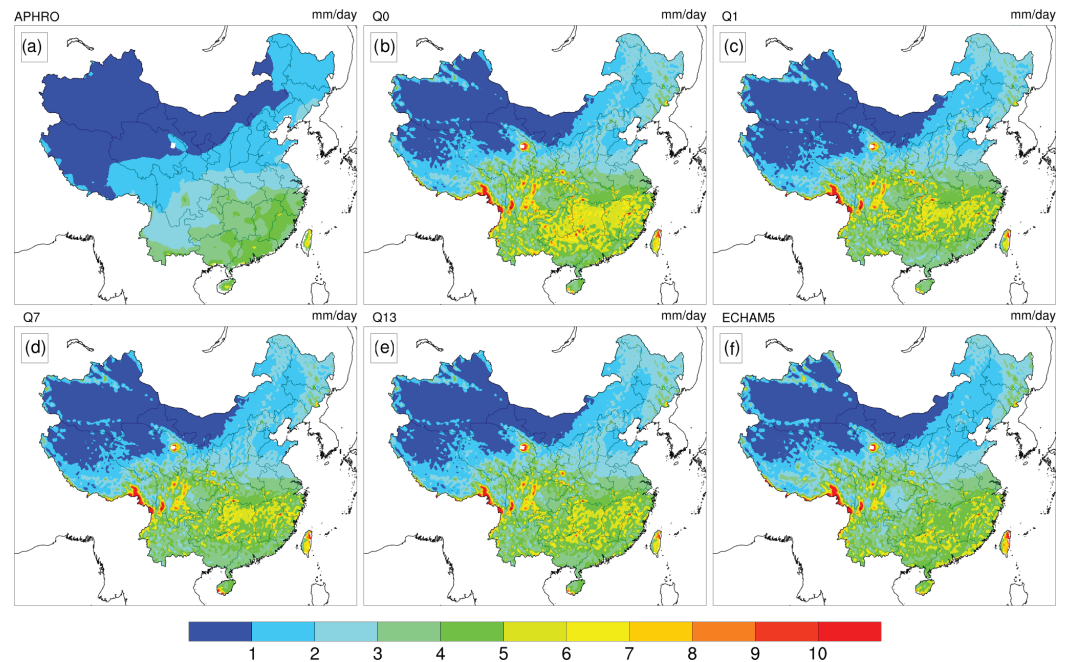 APHRO mm/day Q0 mm/day Q1 mm/day
(a) (b) (c)
Q7 mm/day Q13 mm/day ECHAM5 mm/day
(d) (e) (f)
1 2 3 4 5 6 7 8 9 10